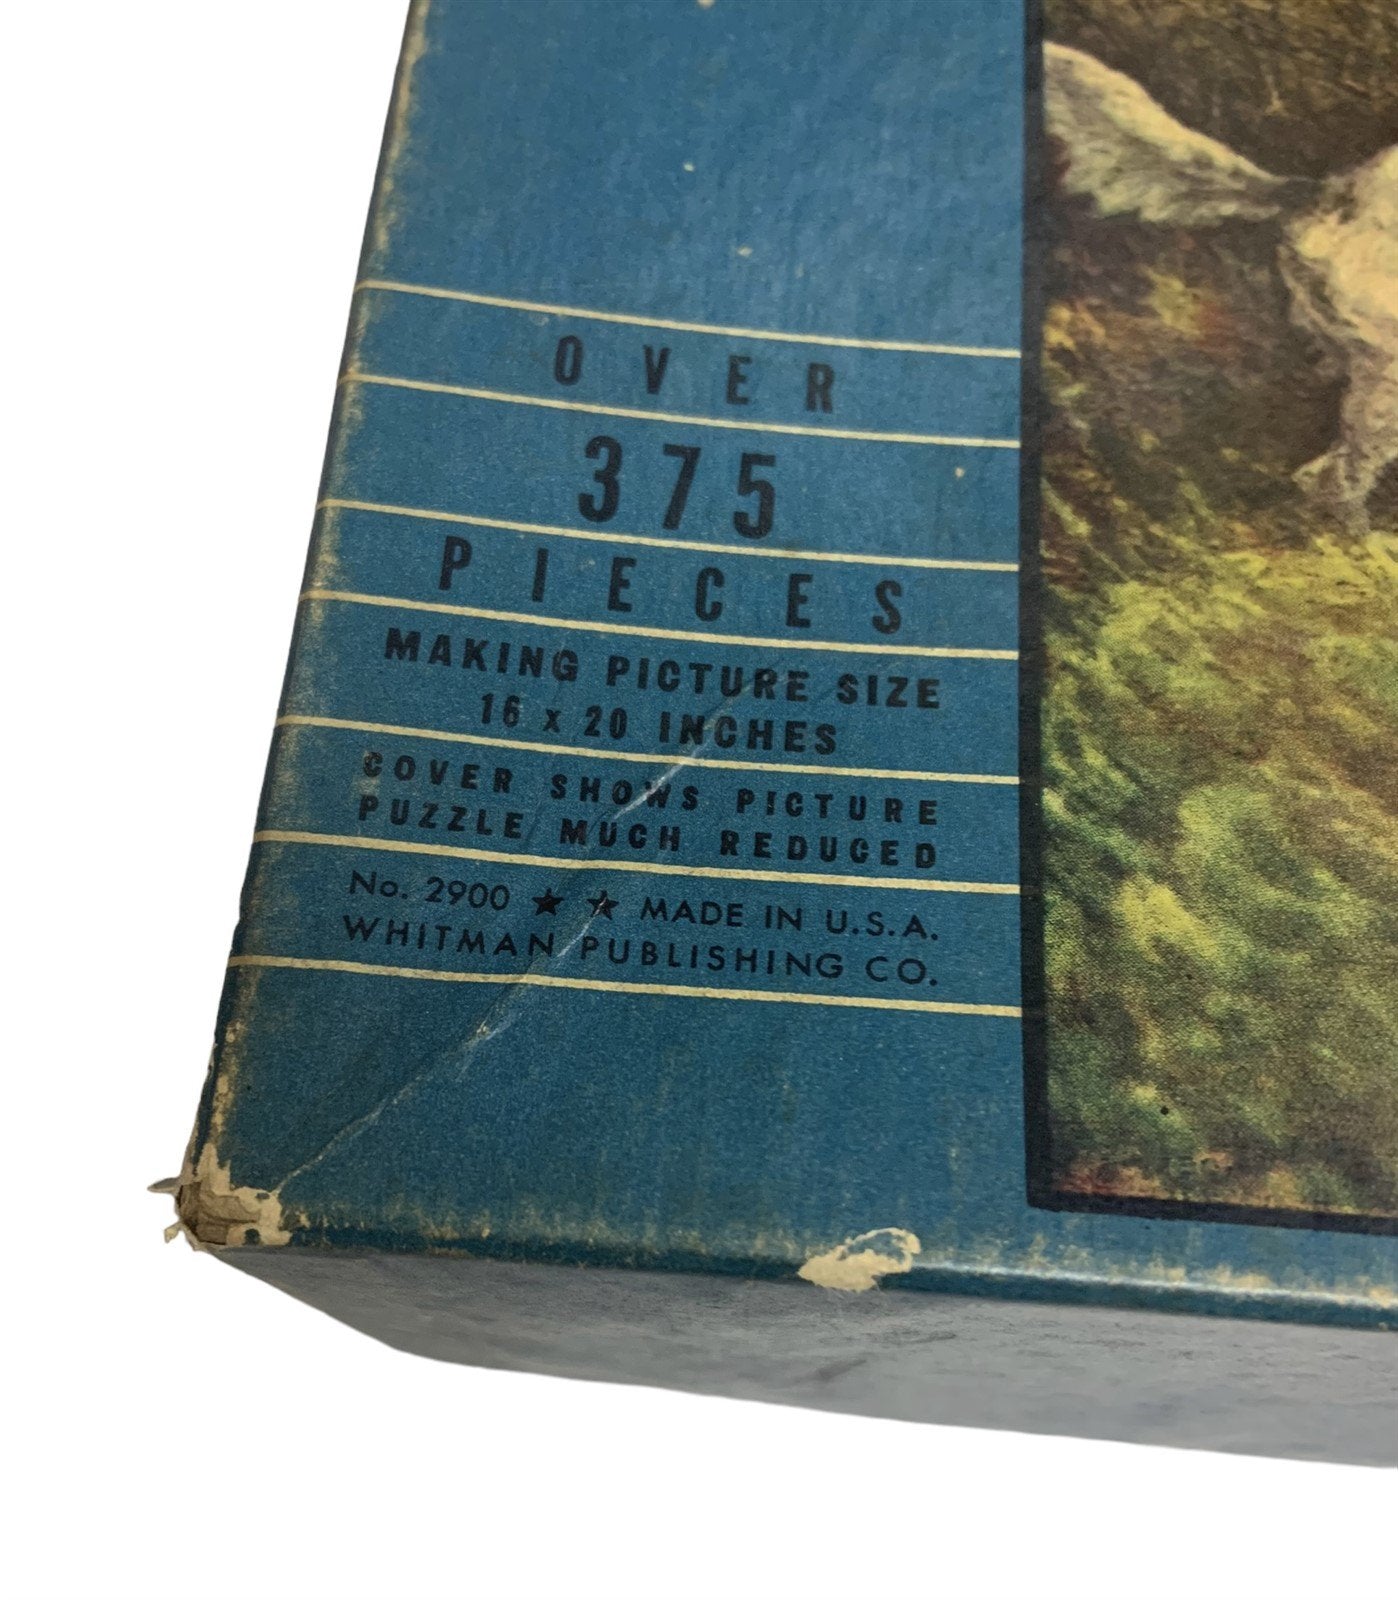 OVER
375
PIECES
MAKING PICTURE SIZE
16 x 20 INCHES
COVER SHOWS PICTURE
PUZZLE MUCH REDUCED
No. 2900 ★ ★ MADE IN U.S.A.
WHITMAN PUBLISHING CO.